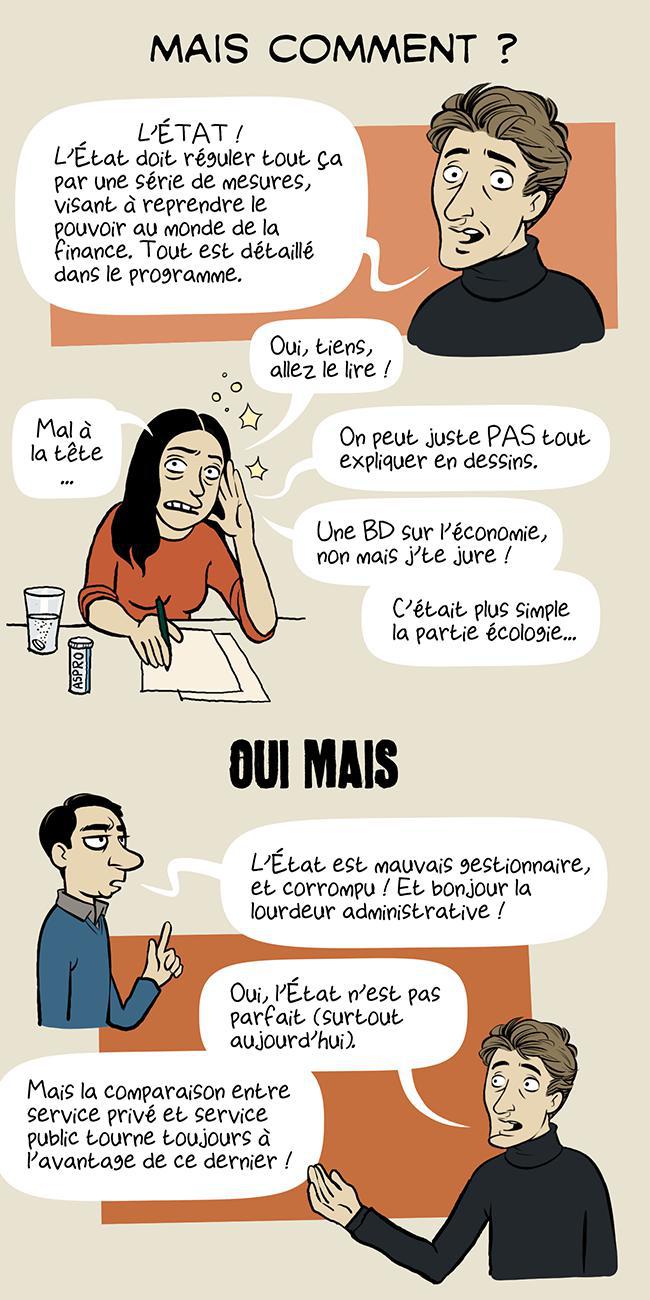 MAIS COMMENT ?
L'ÉTAT !
L'État doit réguler tout ça
par une série de mesures,
visant à reprendre le
pouvoir au monde de la
finance. Tout est détaillé
dans le programme.
Oui, tiens,
allez le lire !
Mal à
la tête
...
On peut juste PAS tout
expliquer en dessins.
Une BD sur l'économie,
non mais j'te jure !
C'était plus simple
la partie écologie...
ASPRO
OUI MAIS
L'État est mauvais gestionnaire,
et corrompu ! Et bonjour la
lourdeur administrative !
Oui, l'État n'est pas
parfait (surtout
aujourd'hui).
Mais la comparaison entre
service privé et service
public tourne toujours à
l'avantage de ce dernier !